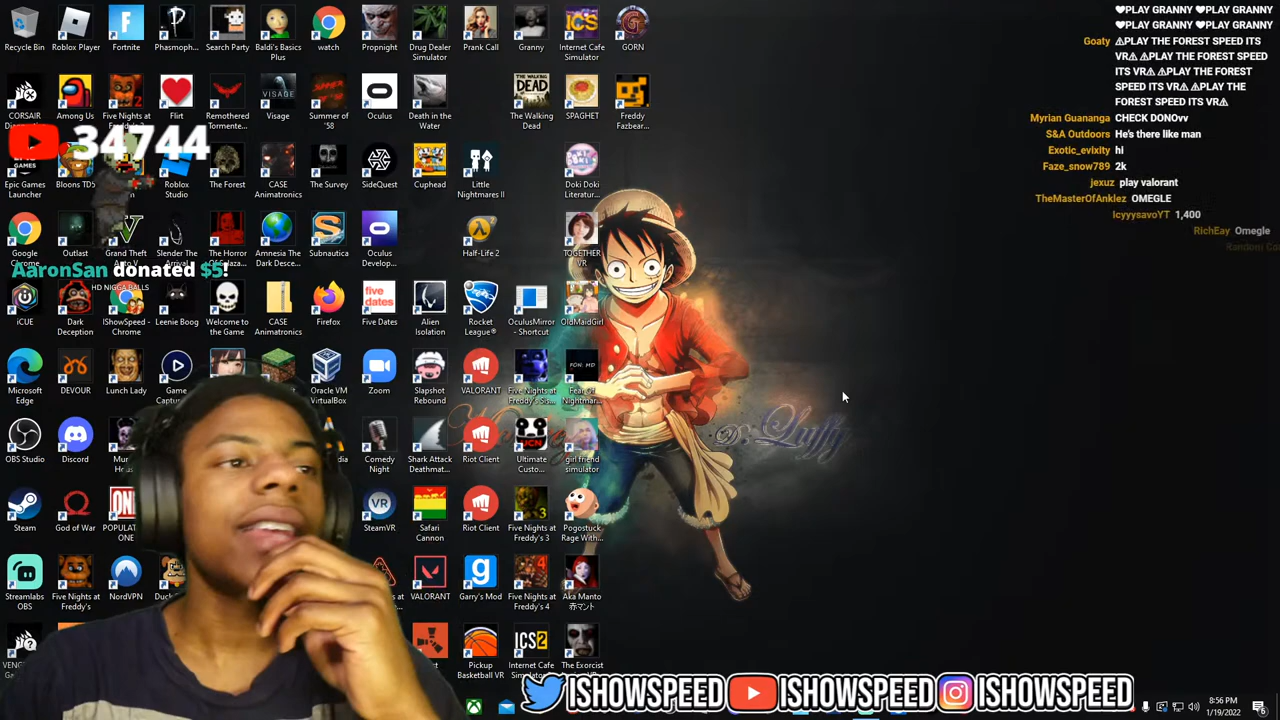 Recycle Bin
Roblox Player
Fortnite
Phasmoph...
Search Party
Baldi's Basics Plus
watch
Propnight
Drug Dealer Simulator
Prank Call
Granny
Internet Cafe Simulator
GORN
CORSAIR
Among Us
Five Nights at
Flirt
Remothered Tormente...
Visage
Summer of '58
Oculus
Death in the Water
The Walking Dead
SPAGHET
Freddy Fazbear...
34744
Epic Games Launcher
Bloons TD5
Roblox Studio
The Forest
CASE Animatronics
The Survey
SideQuest
Cuphead
Little Nightmares II
Doki Doki Literatur...
Google
Outlast
Grand Theft
Slender The Arrival
The Horror
Amnesia The Dark Desce...
Subnautica
Oculus Develop...
Half-Life 2
TOGETHER VR
AaronSan donated $5!
HD NIGGA BALLS
iCUE
Dark Deception
IShowSpeed - Chrome
Leenie Boog
Welcome to the Game
CASE Animatronics
Firefox
Five Dates
Alien Isolation
Rocket League®
OculusMirror - Shortcut
OldMaidGirl
Microsoft Edge
DEVOUR
Lunch Lady
Game Captur
Oracle VM VirtualBox
Zoom
Slapshot Rebound
VALORANT
Five Nights at Freddy's Sis...
Fear Of Nightmar...
OBS Studio
Discord
Comedy Night
Shark Attack Deathmat...
Riot Client
Ultimate Custo...
girl friend simulator
Steam
God of War
POPULAT ONE
SteamVR
Safari Cannon
Riot Client
Five Nights at Freddy's 3
Pogostuck Rage With...
Streamlabs OBS
Five Nights at Freddy's
NordVPN
VALORANT
Garry's Mod
Five Nights at Freddy's 4
Aka Manto 赤マント
Pickup Basketball VR
Internet Cafe
The Exorcist
❤PLAY GRANNY ❤PLAY GRANNY
❤PLAY GRANNY ❤PLAY GRANNY
Goaty ⚠PLAY THE FOREST SPEED ITS
VR⚠ ⚠PLAY THE FOREST
SPEED ITS VR⚠ ⚠PLAY THE
FOREST SPEED ITS VR⚠
Myrian Guananga CHECK DONOvv
S&A Outdoors He's there like man
Exotic_evixity hi
Faze_snow789 2k
jexuz play valorant
TheMasterOfAnklez OMEGLE
IcyyysavoYT 1,400
RichEay Omegle
ISHOWSPEED
ISHOWSPEED
ISHOWSPEED
8:56 PM
1/19/2022